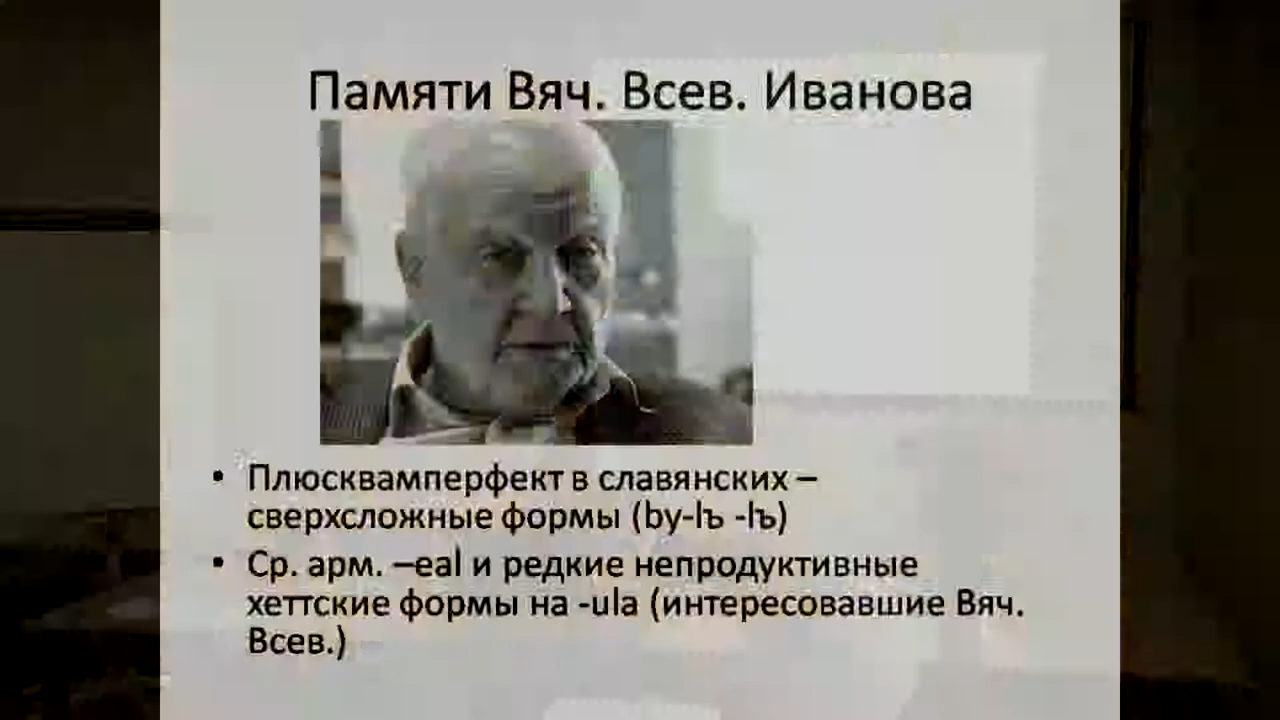 Памяти Вяч. Всев. Иванова
• Плюсквамперфект в славянских –
сверхсложные формы (by-lъ -lъ)
• Ср. арм. –eal и редкие непродуктивные
хеттские формы на -ula (интересовавшие Вяч.
Всев.)